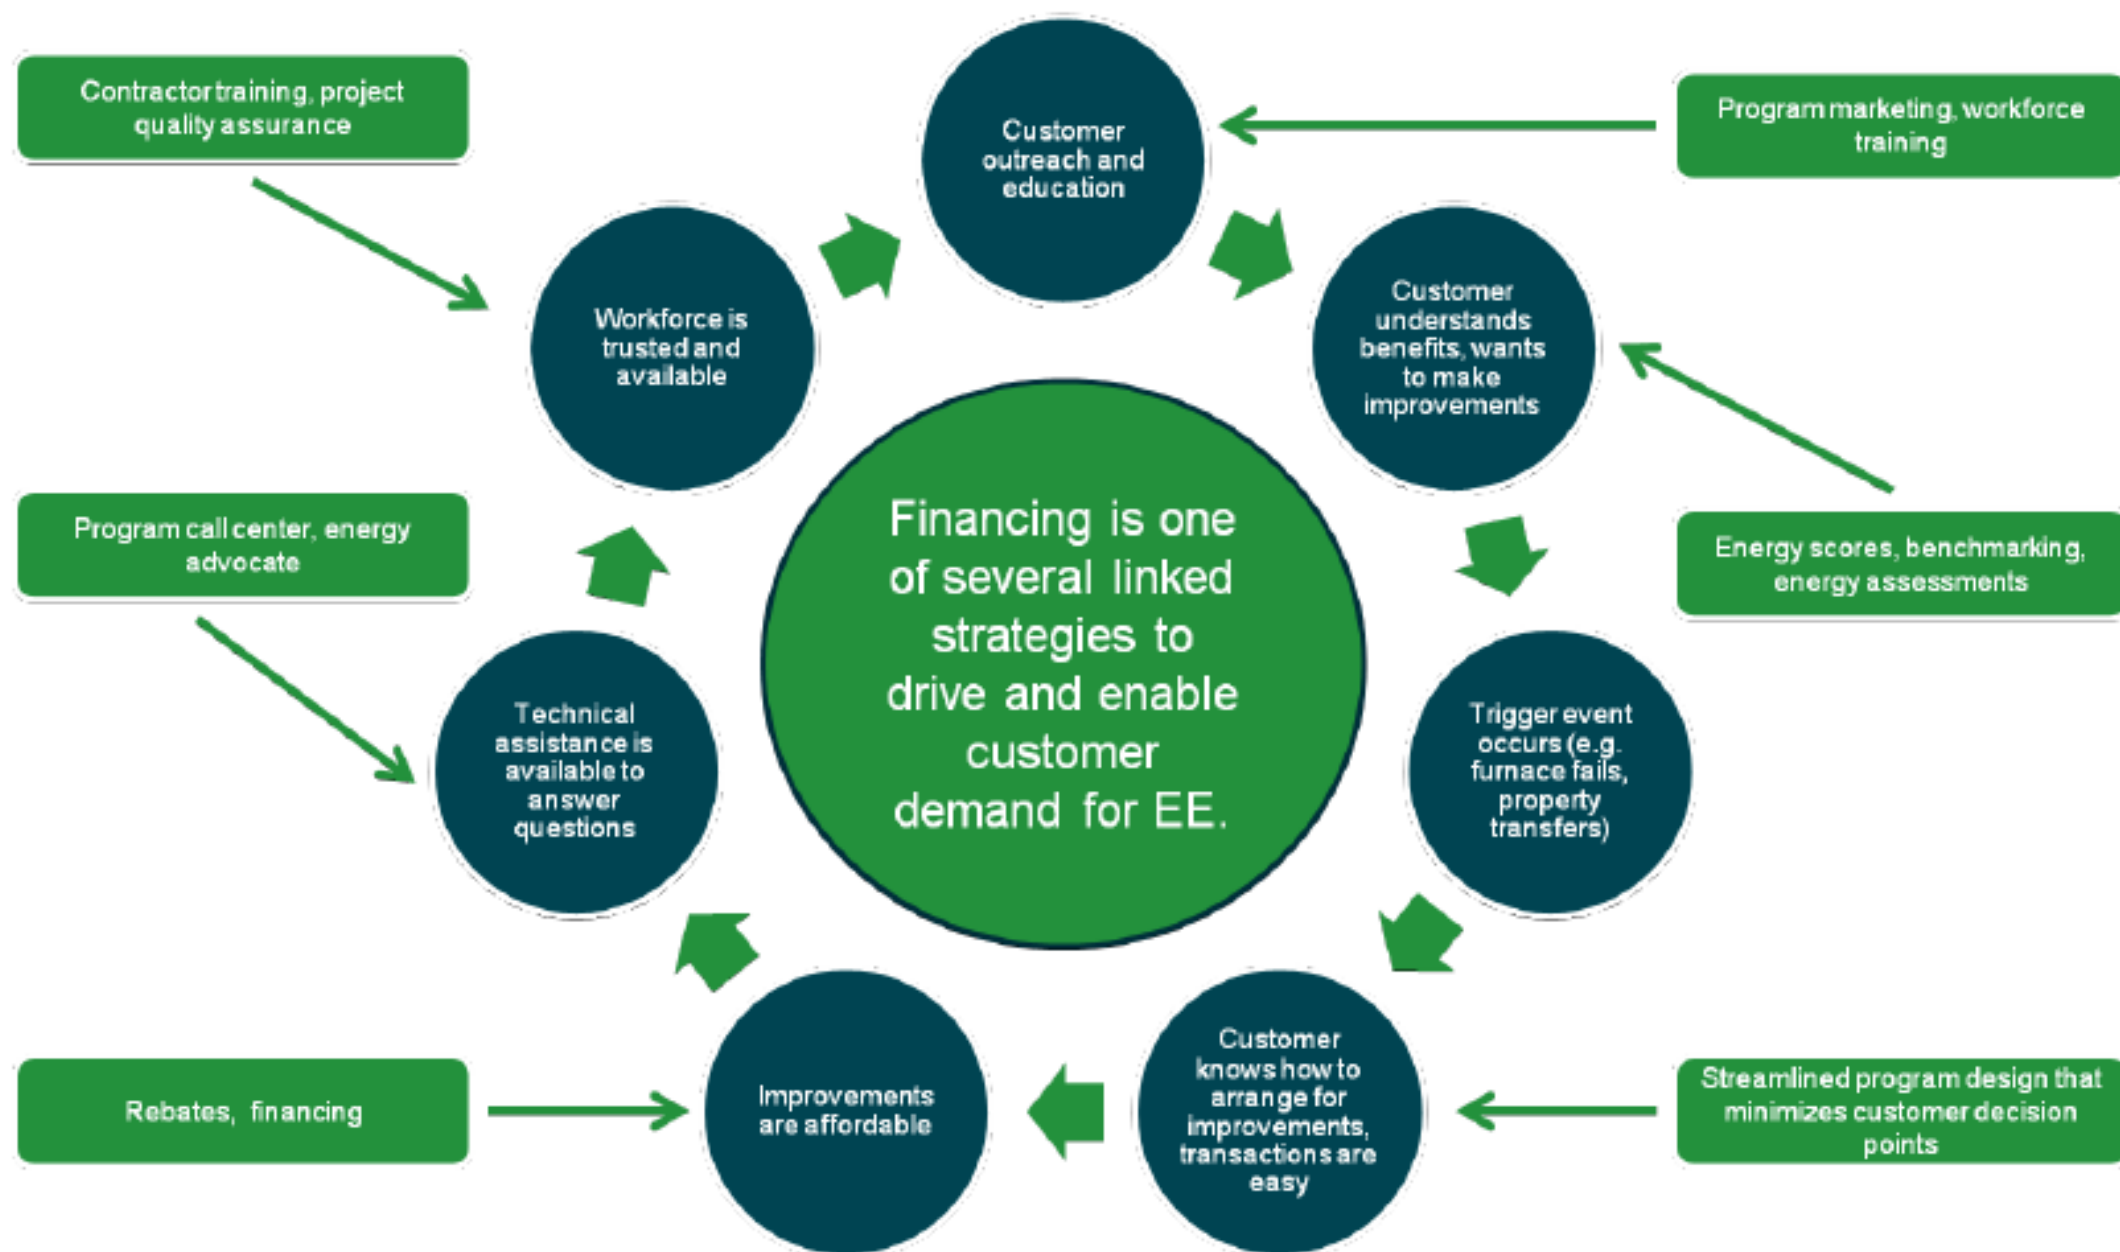 Contractor training, project
quality assurance
Customer
outreach and
education
Program marketing, workforce
training
Workforce is
trusted and
available
Customer
understands
benefits, wants
to make
improvements
Program call center, energy
advocate
Financing is one
of several linked
strategies to
drive and enable
customer
demand for EE.
Energy scores, benchmarking,
energy assessments
Technical
assistance is
available to
answer
questions
Trigger event
occurs (e.g.
furnace fails,
property
transfers)
Rebates, financing
Improvements
are affordable
Customer
knows how to
arrange for
improvements,
transactions are
easy
Streamlined program design that
minimizes customer decision
points